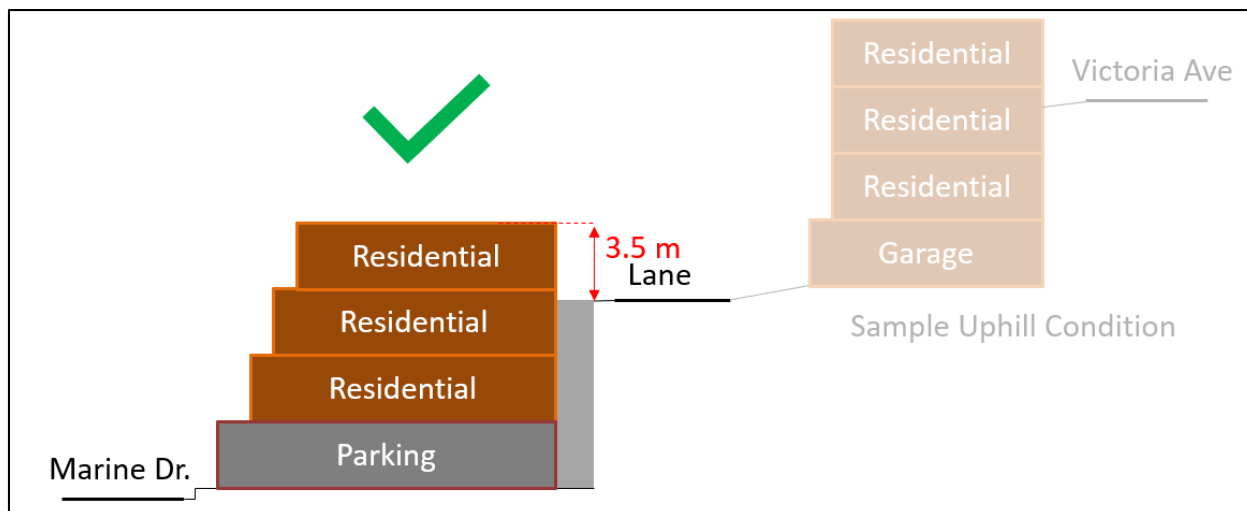 Residential
Victoria Ave
Residential
Residential
Garage
Sample Uphill Condition
3.5 m
Lane
Residential
Residential
Residential
Parking
Marine Dr.